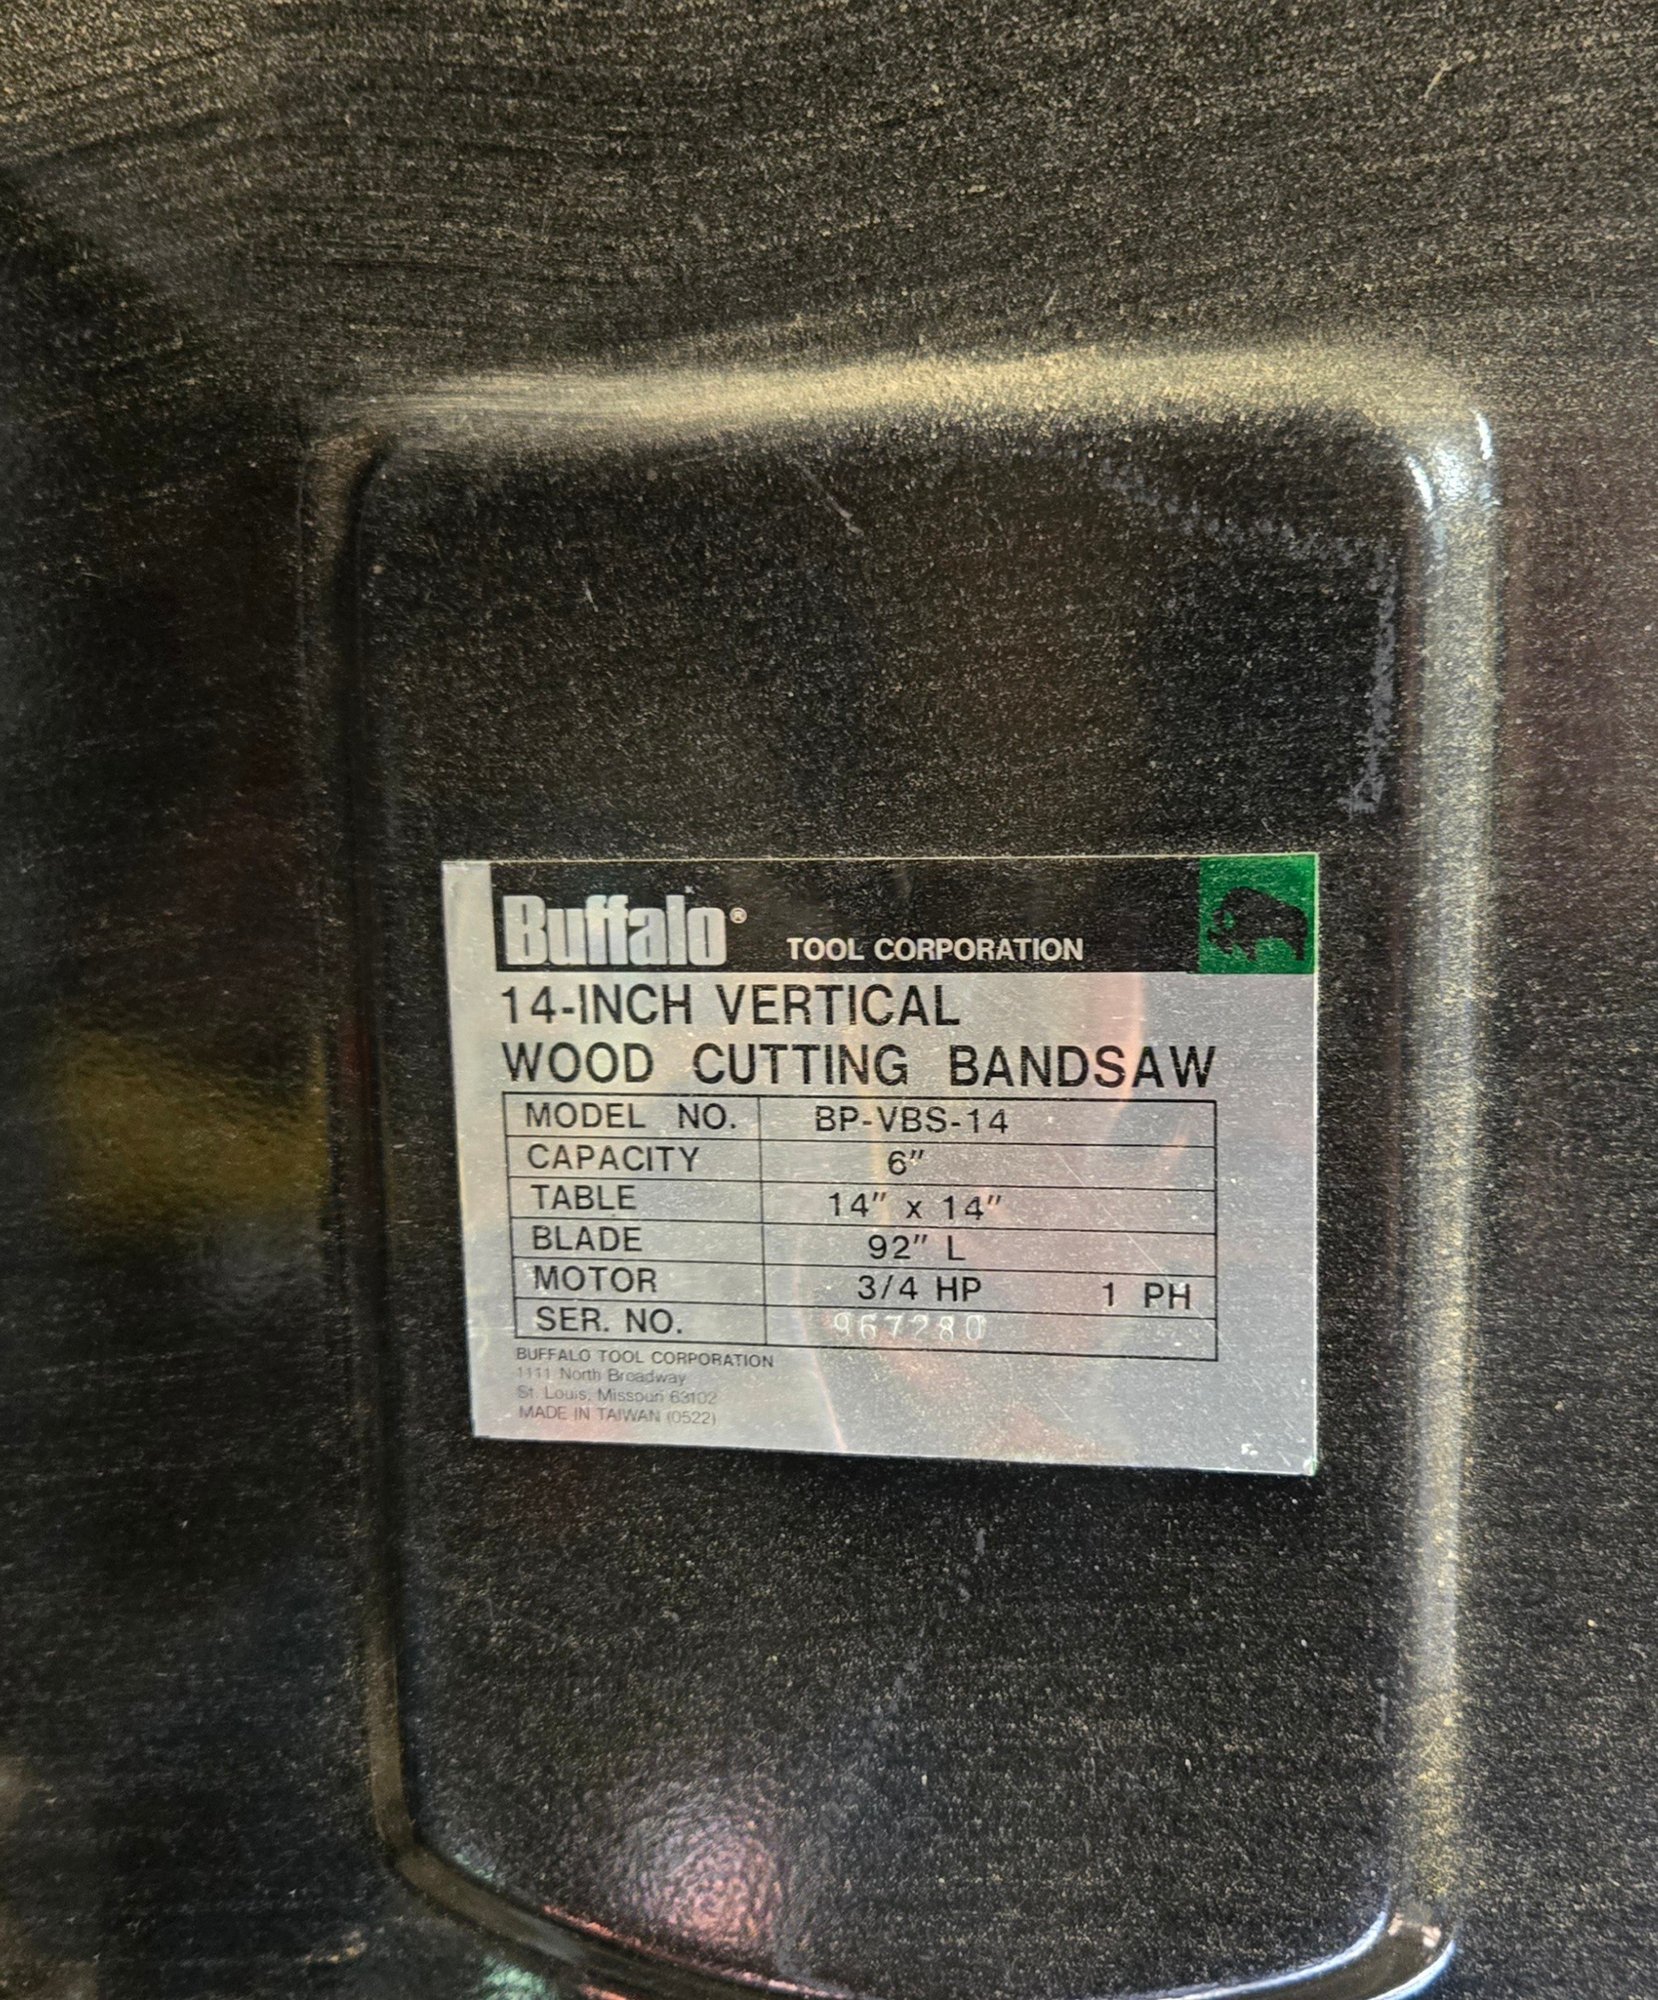 Buffalo® TOOL CORPORATION
14-INCH VERTICAL
WOOD CUTTING BANDSAW
MODEL NO. BP-VBS-14
CAPACITY 6"
TABLE 14" x 14"
BLADE 92" L
MOTOR 3/4 HP 1 PH
SER. NO. 967280
BUFFALO TOOL CORPORATION
1111 North Broadway
St. Louis, Missouri 63102
MADE IN TAIWAN (0522)